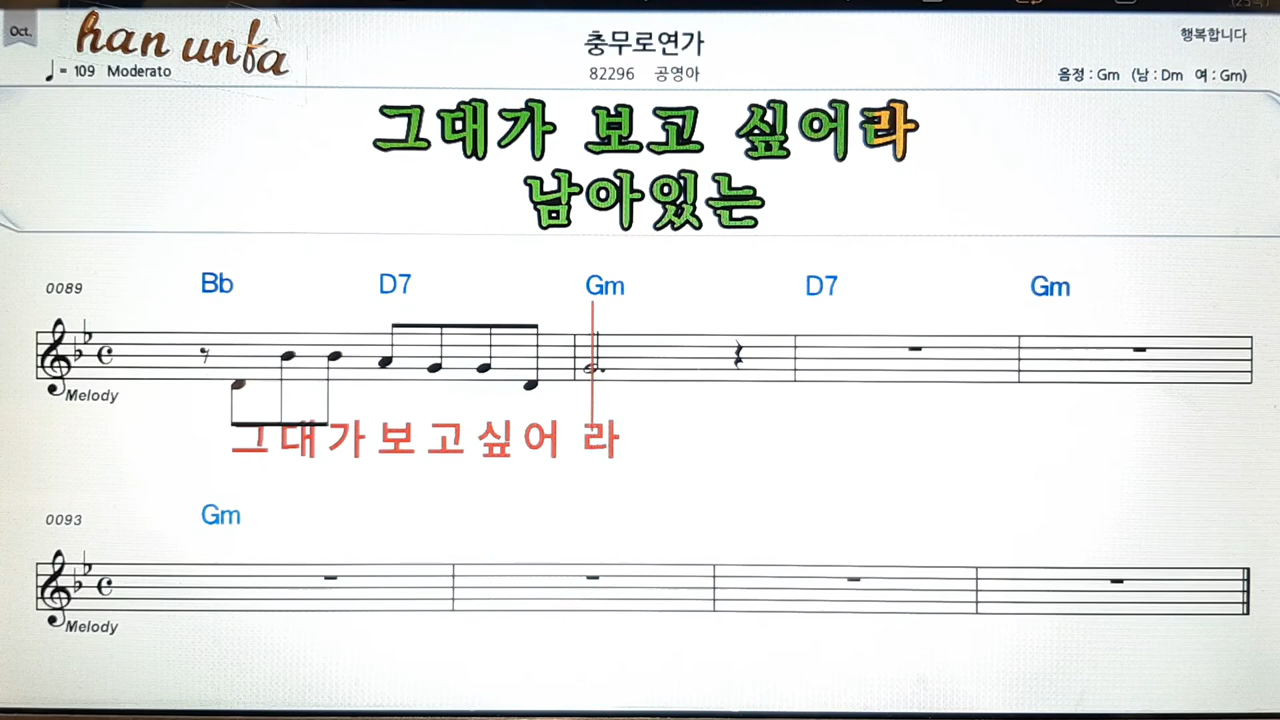 Oct.
han unfa
♩ = 109 Moderato
충무로연가
82296 공영아
행복합니다
음정 : Gm (남 : Dm 여 : Gm)
그대가 보고 싶어라
남아있는
0089 Bb D7 Gm D7 Gm
Melody
그대가보고싶어 라
0093 Gm
Melody